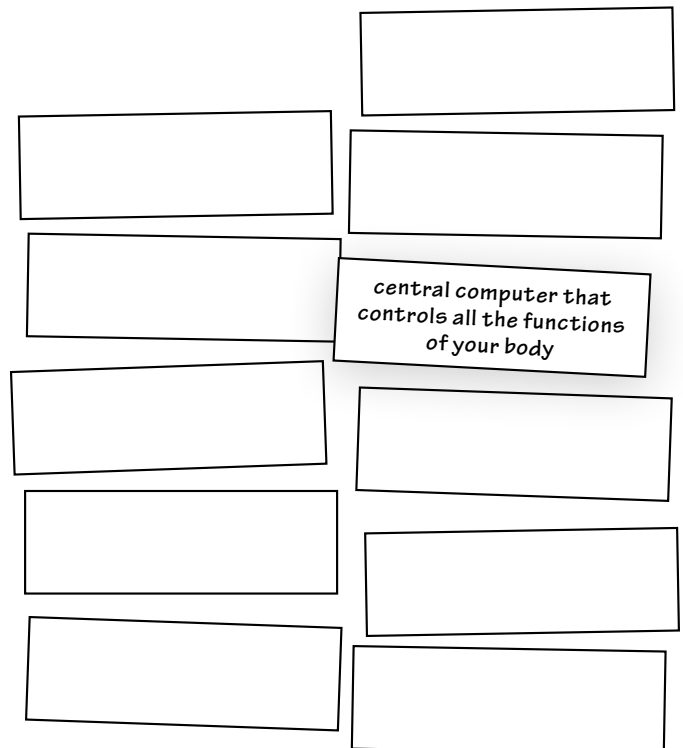 central computer that
controls all the functions
of your body